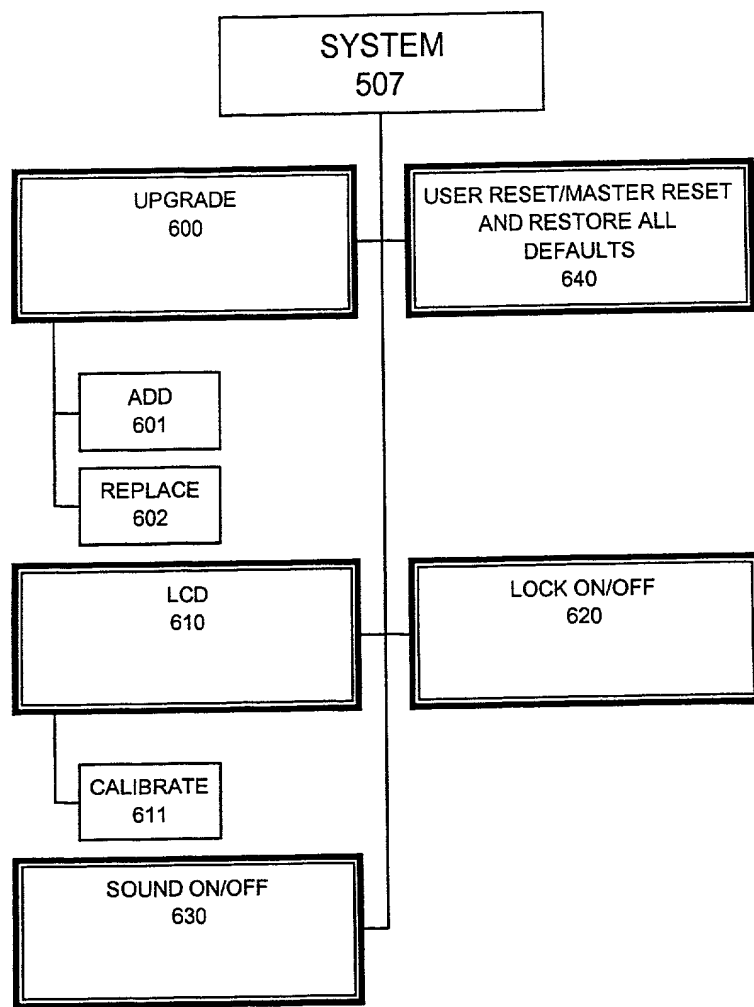 SYSTEM
507
UPGRADE
600
USER RESET/MASTER RESET
AND RESTORE ALL
DEFAULTS
640
ADD
601
REPLACE
602
LCD
610
LOCK ON/OFF
620
CALIBRATE
611
SOUND ON/OFF
630